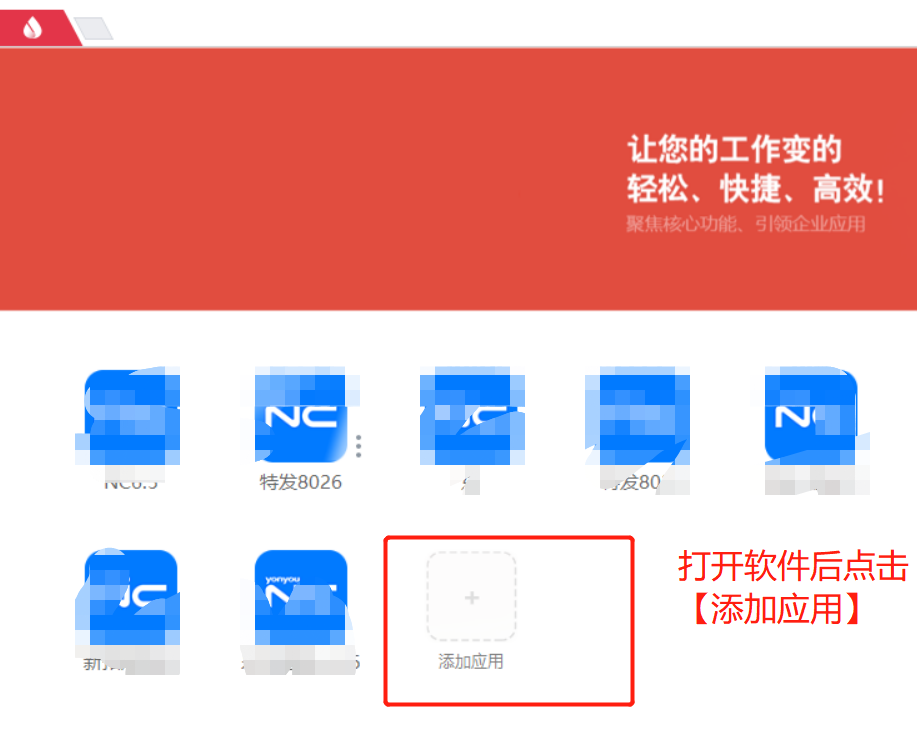 让您的工作变的
轻松、快捷、高效!
聚焦核心功能、引领企业应用
NC
特发8026
yonyou
添加应用
打开软件后点击
【添加应用】